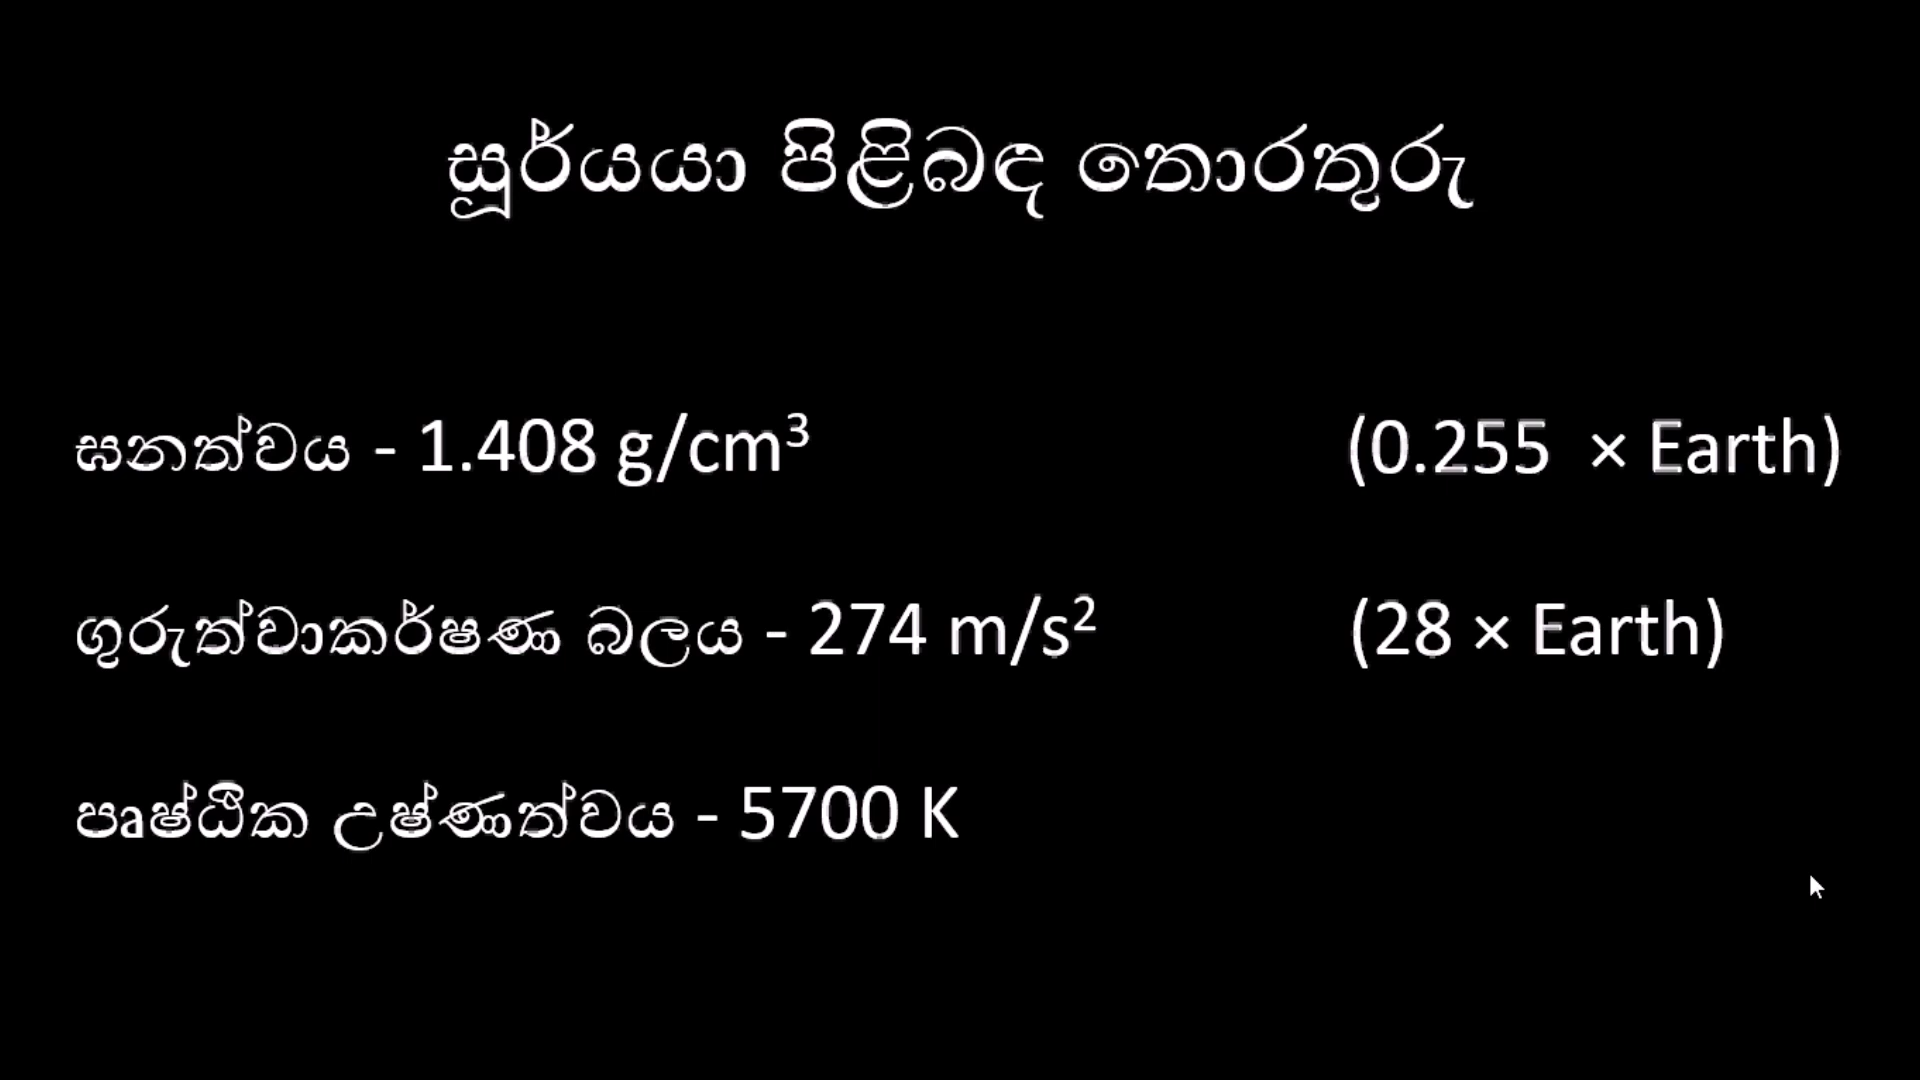 සූර්යයා පිළිබඳ තොරතුරු
ඝනත්වය - 1.408 g/cm³ (0.255 × Earth)
ගුරුත්වාකර්ෂණ බලය - 274 m/s² (28 × Earth)
පෘෂ්ඨික උෂ්ණත්වය - 5700 K